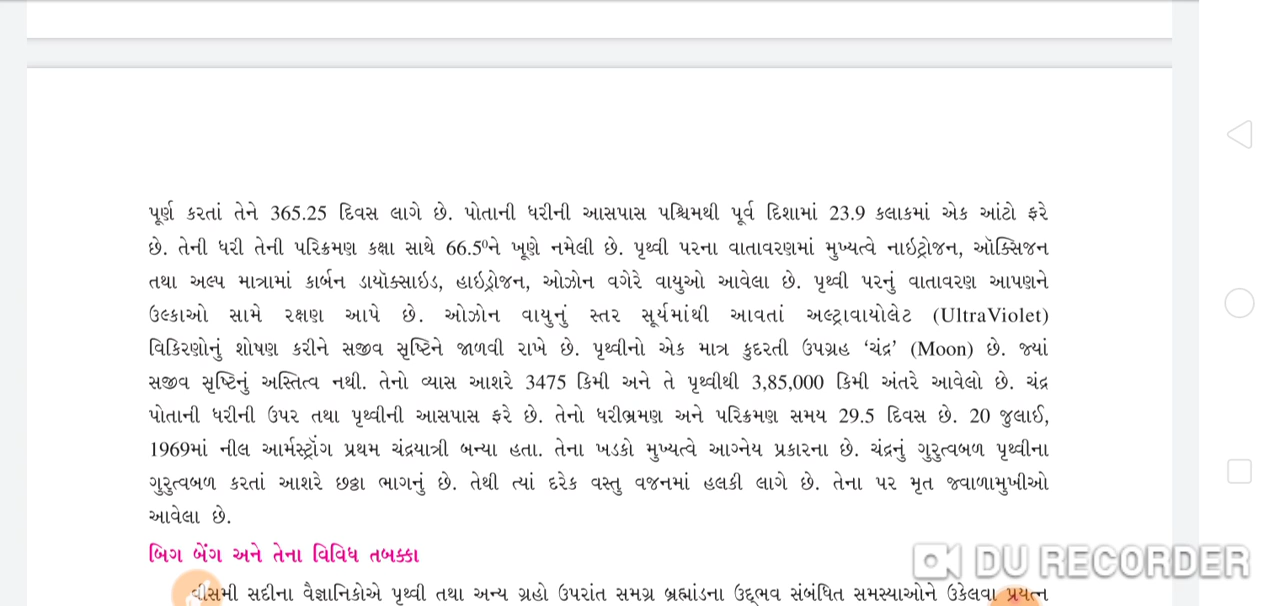 પૂર્ણ કરતાં તેને 365.25 દિવસ લાગે છે. પોતાની ધરીની આસપાસ પશ્ચિમથી પૂર્વ દિશામાં 23.9 કલાકમાં એક આંટો ફરે
છે. તેની ધરી તેની પરિક્રમણ કક્ષા સાથે 66.5⁰ને ખૂણે નમેલી છે. પૃથ્વી પરના વાતાવરણમાં મુખ્યત્વે નાઇટ્રોજન, ઑક્સિજન
તથા અલ્પ માત્રામાં કાર્બન ડાયૉક્સાઇડ, હાઇડ્રોજન, ઓઝોન વગેરે વાયુઓ આવેલા છે. પૃથ્વી પરનું વાતાવરણ આપણને
ઉલ્કાઓ સામે રક્ષણ આપે છે. ઓઝોન વાયુનું સ્તર સૂર્યમાંથી આવતાં અલ્ટ્રાવાયોલેટ (UltraViolet)
વિકિરણોનું શોષણ કરીને સજીવ સૃષ્ટિને જાળવી રાખે છે. પૃથ્વીનો એક માત્ર કુદરતી ઉપગ્રહ ‘ચંદ્ર’ (Moon) છે. જ્યાં
સજીવ સૃષ્ટિનું અસ્તિત્વ નથી. તેનો વ્યાસ આશરે 3475 કિમી અને તે પૃથ્વીથી 3,85,000 કિમી અંતરે આવેલો છે. ચંદ્ર
પોતાની ધરીની ઉપર તથા પૃથ્વીની આસપાસ ફરે છે. તેનો ધરીભ્રમણ અને પરિક્રમણ સમય 29.5 દિવસ છે. 20 જુલાઈ,
1969માં નીલ આર્મસ્ટ્રૉંગ પ્રથમ ચંદ્રયાત્રી બન્યા હતા. તેના ખડકો મુખ્યત્વે આગ્નેય પ્રકારના છે. ચંદ્રનું ગુરુત્વબળ પૃથ્વીના
ગુરુત્વબળ કરતાં આશરે છઠ્ઠા ભાગનું છે. તેથી ત્યાં દરેક વસ્તુ વજનમાં હલકી લાગે છે. તેના પર મૃત જ્વાળામુખીઓ
આવેલા છે.
બિગ બેંગ અને તેના વિવિધ તબક્કા
DU RECORDER
વીસમી સદીના વૈજ્ઞાનિકોએ પૃથ્વી તથા અન્ય ગ્રહો ઉપરાંત સમગ્ર બ્રહ્માંડના ઉદ્ભવ સંબંધિત સમસ્યાઓને ઉકેલવા પ્રયત્ન